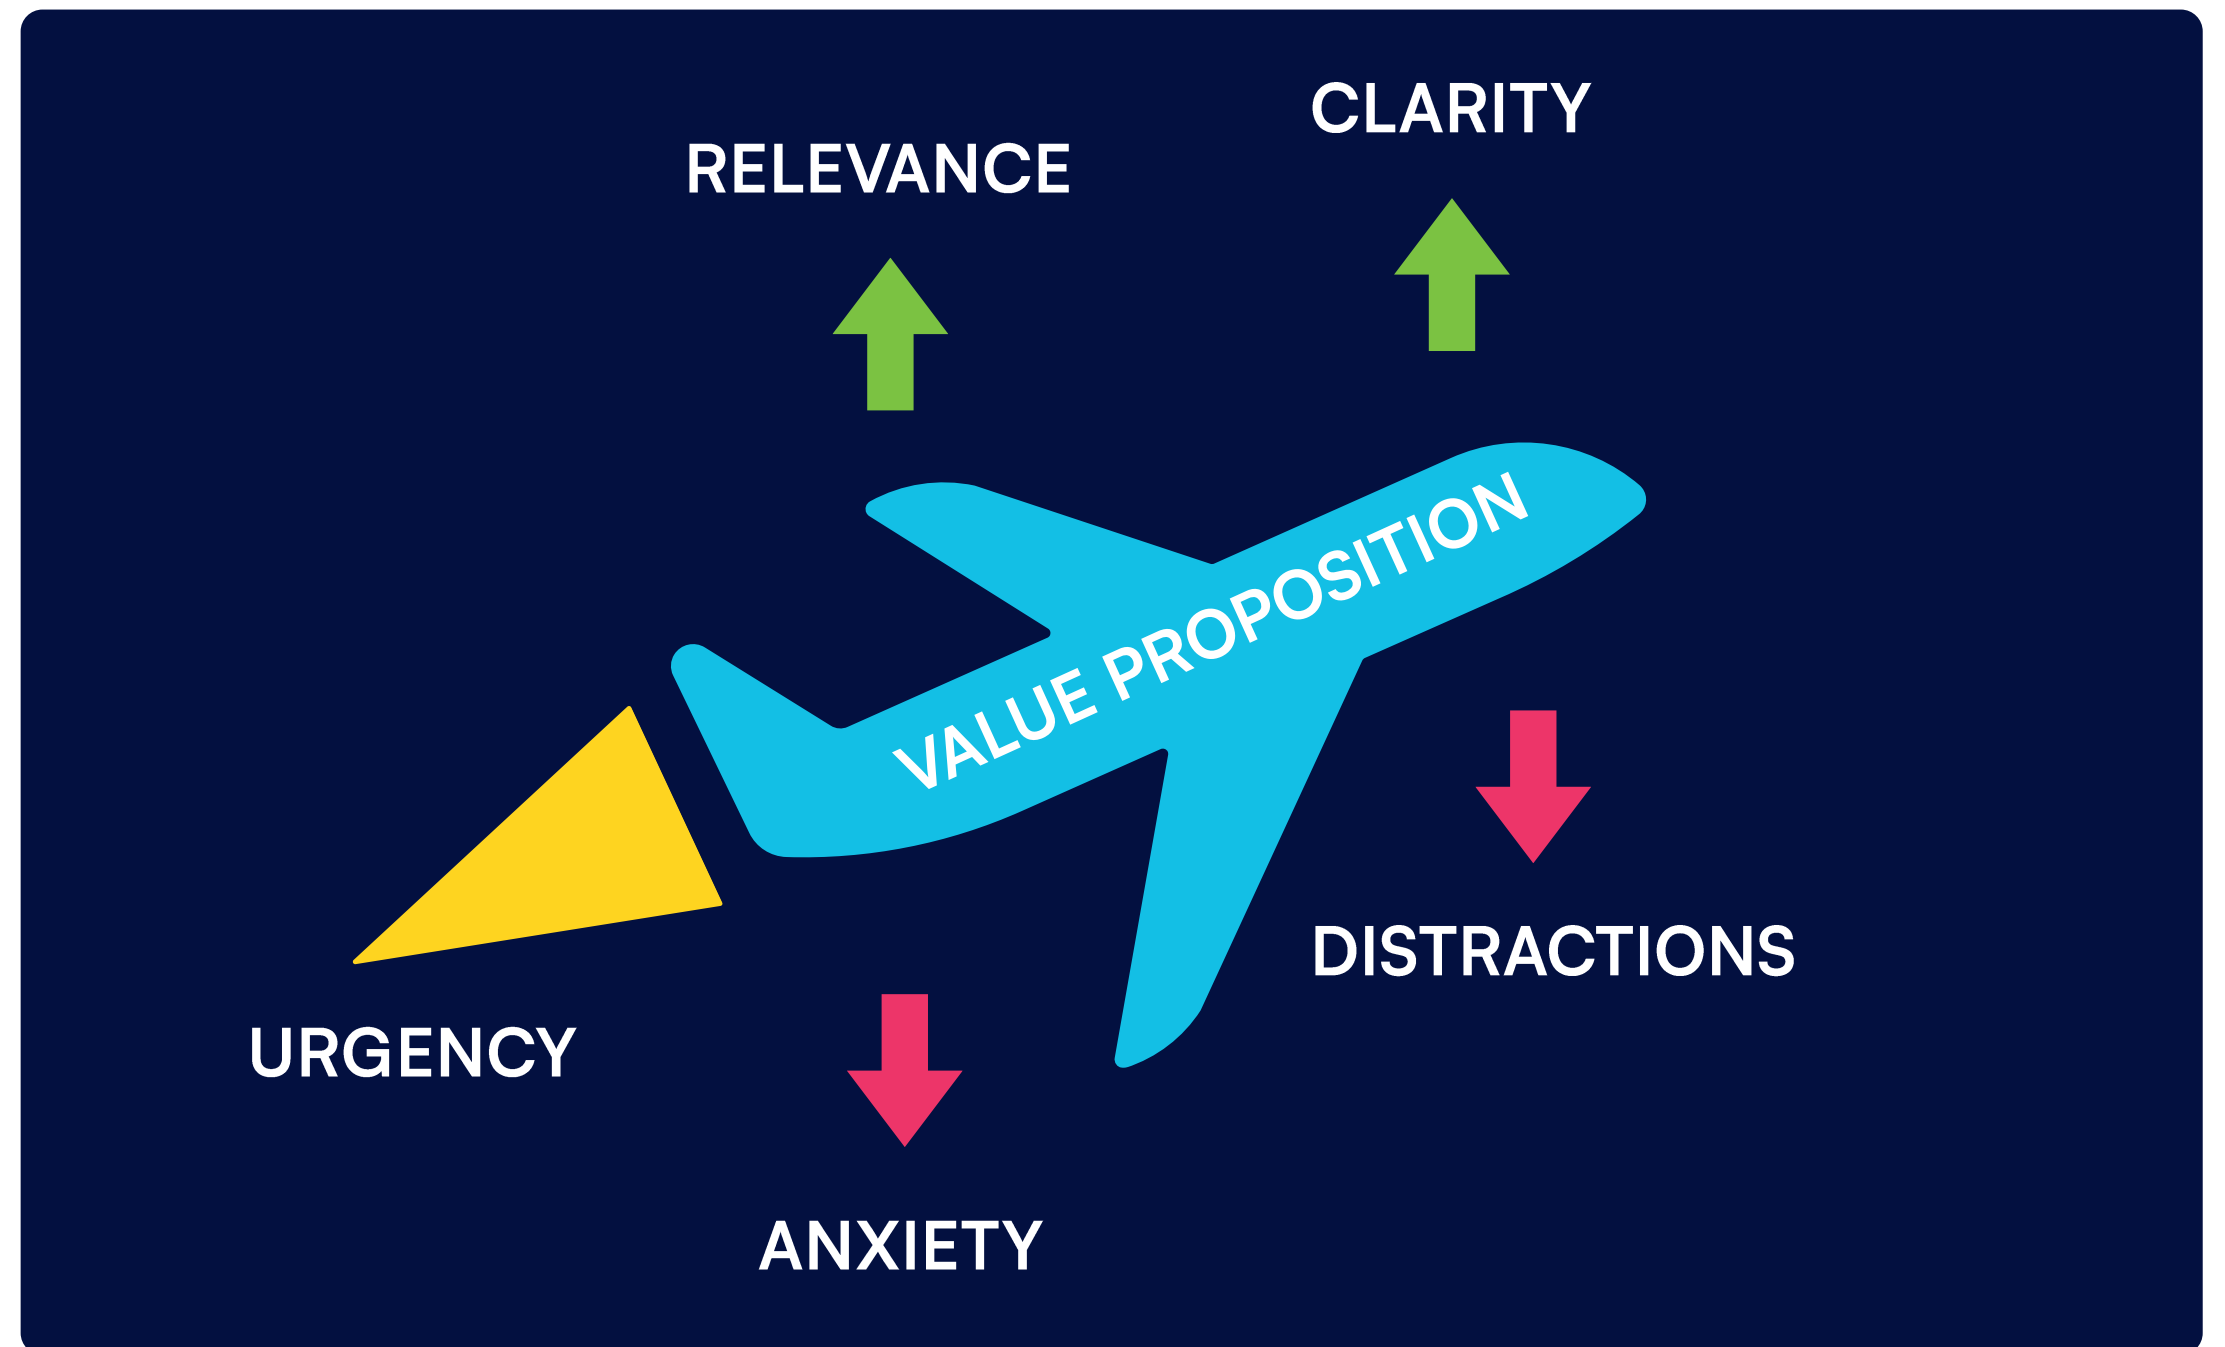 CLARITY
RELEVANCE
VALUE PROPOSITION
DISTRACTIONS
URGENCY
ANXIETY